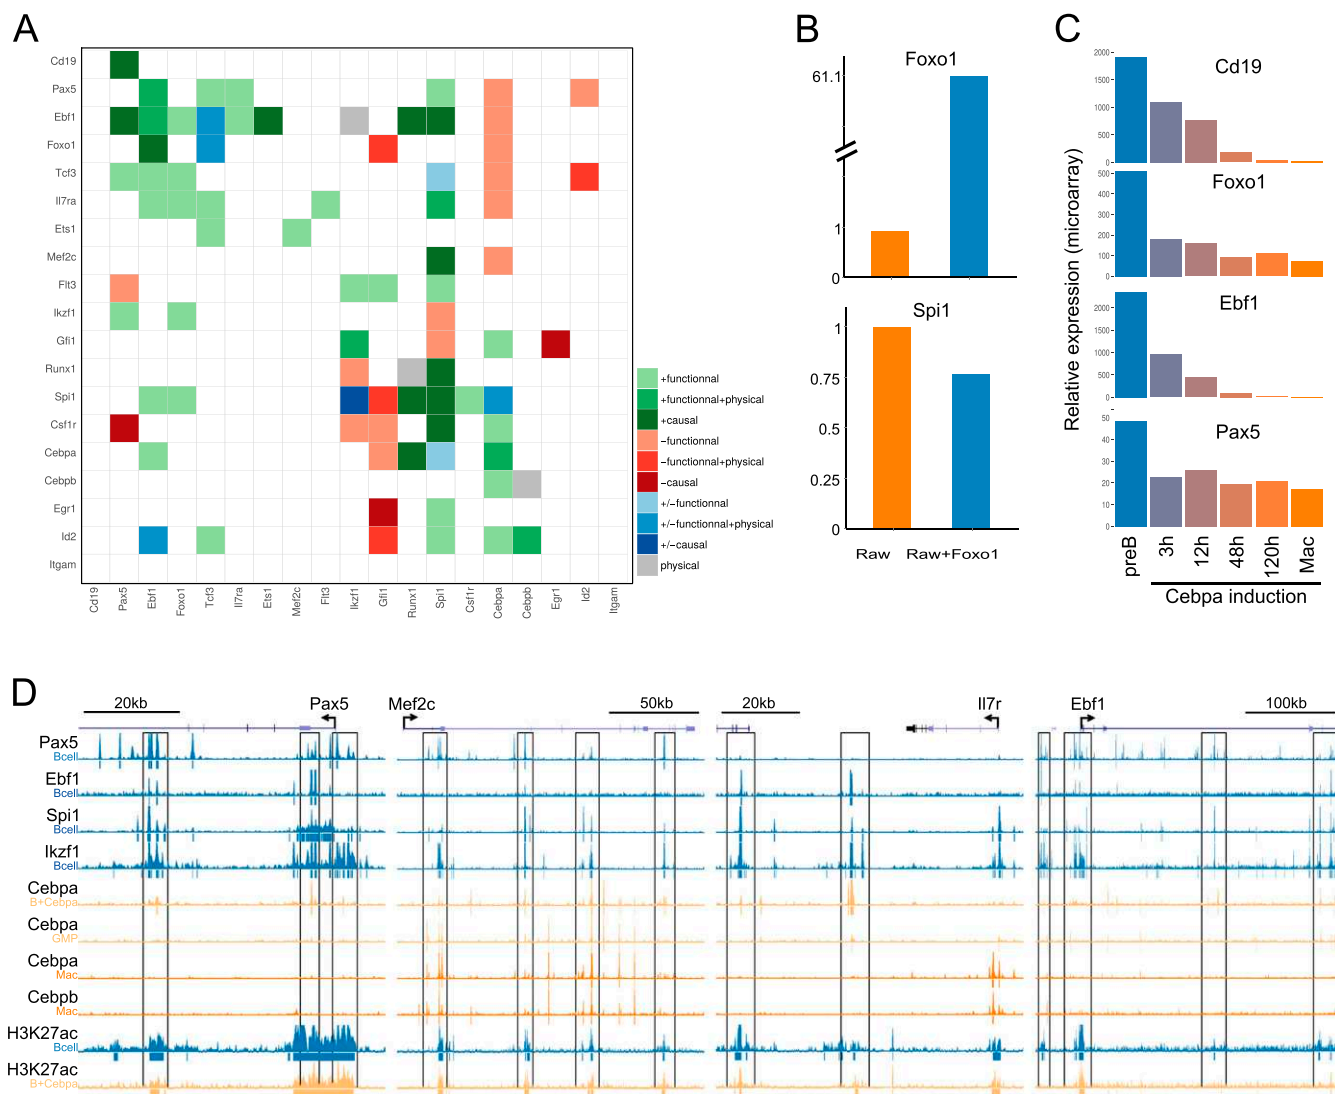 A
Cd19
Pax5
Ebf1
Foxo1
Tcf3
Il7ra
Ets1
Mef2c
Flt3
Ikzf1
Gfi1
Runx1
Spi1
Csf1r
Cebpa
Cebpb
Egr1
Id2
Itgam
Cd19
Pax5
Ebf1
Foxo1
Tcf3
Il7ra
Ets1
Mef2c
Flt3
Ikzf1
Gfi1
Runx1
Spi1
Csf1r
Cebpa
Cebpb
Egr1
Id2
Itgam
+functionnal
+functionnal+physical
+causal
-functionnal
-functionnal+physical
-causal
+/-functionnal
+/-functionnal+physical
+/-causal
physical
B
Foxo1
61.1
1
0
Spi1
1
0.75
0.5
0.25
0
Raw Raw+Foxo1
C
Relative expression (microarray)
Cd19
2000
1500
1000
500
0
Foxo1
500
400
300
200
100
0
Ebf1
2000
1500
1000
500
0
Pax5
50
40
30
20
10
0
preB 3h 12h 48h 120h Mac
Cebpa induction
D
20kb Pax5 Mef2c 50kb 20kb Il7r Ebf1 100kb
Pax5
Bcell
Ebf1
Bcell
Spi1
Bcell
Ikzf1
Bcell
Cebpa
B+Cebpa
Cebpa
GMP
Cebpa
Mac
Cebpb
Mac
H3K27ac
Bcell
H3K27ac
B+Cebpa